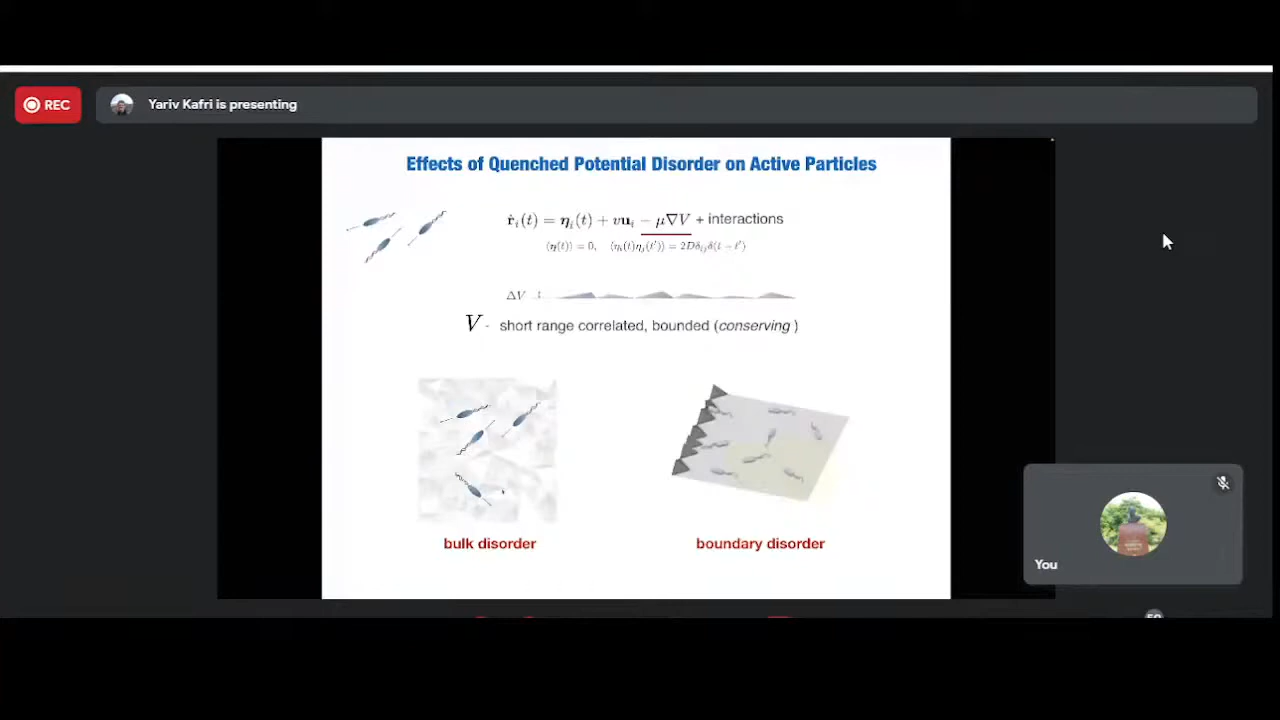 REC
Yariv Kafri is presenting
Effects of Quenched Potential Disorder on Active Particles
ṙᵢ(t) = ηᵢ(t) + vuᵢ − μ∇V + interactions
⟨η(t)⟩ = 0, ⟨ηᵢ(t)ηⱼ(t′)⟩ = 2Dδᵢⱼδ(t − t′)
ΔV
V - short range correlated, bounded (conserving )
bulk disorder
boundary disorder
You